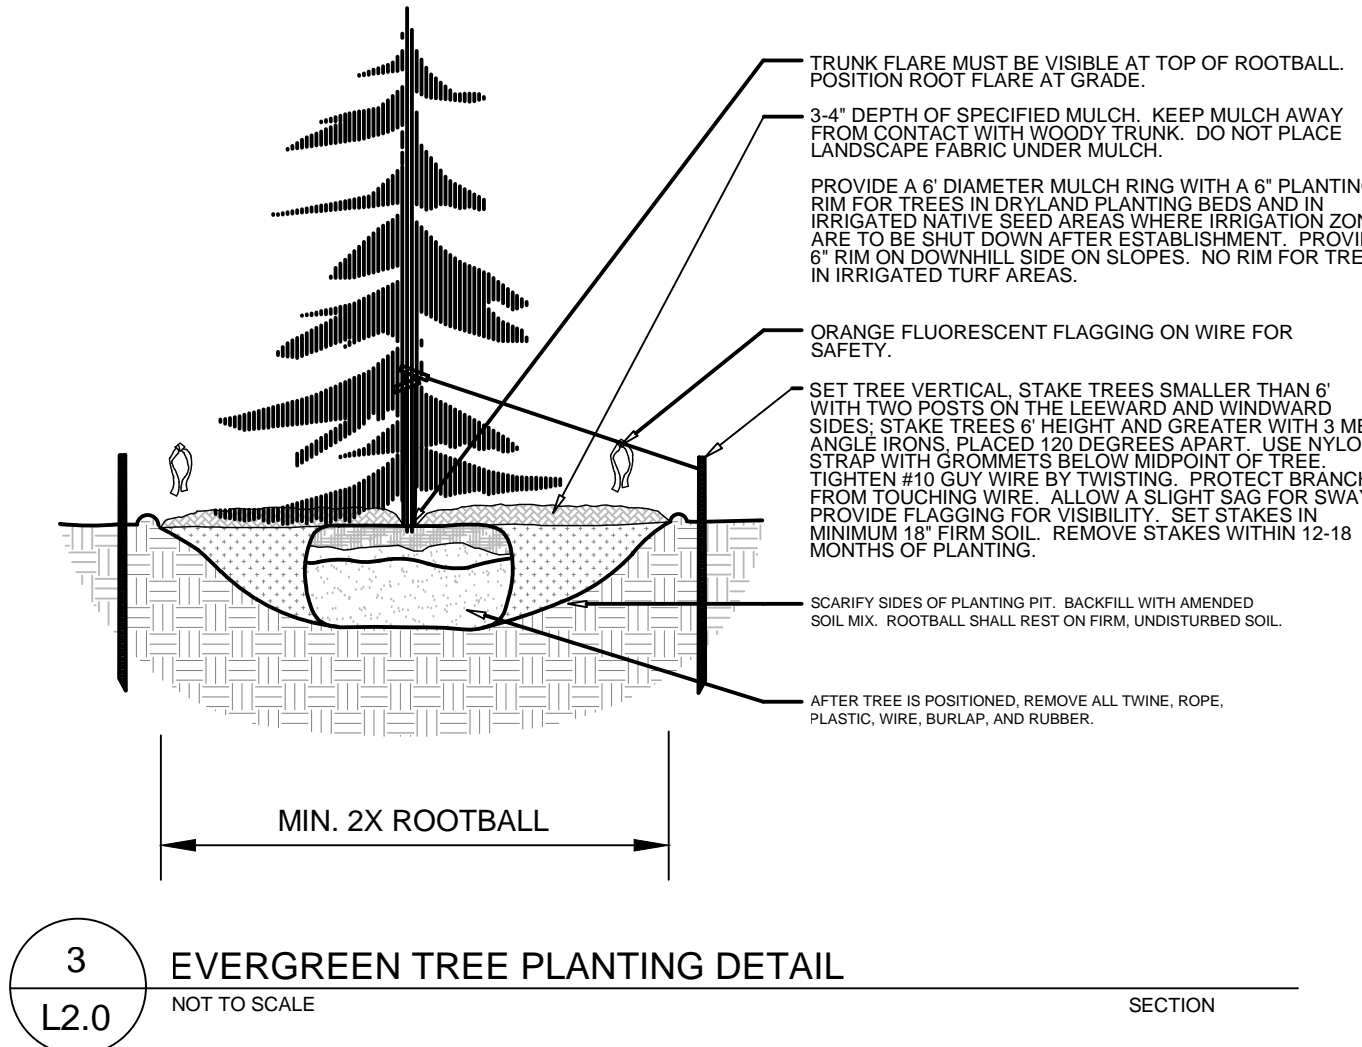 TRUNK FLARE MUST BE VISIBLE AT TOP OF ROOTBALL.
POSITION ROOT FLARE AT GRADE.
3-4" DEPTH OF SPECIFIED MULCH. KEEP MULCH AWAY
FROM CONTACT WITH WOODY TRUNK. DO NOT PLACE
LANDSCAPE FABRIC UNDER MULCH.
PROVIDE A 6' DIAMETER MULCH RING WITH A 6" PLANTING
RIM FOR TREES IN DRYLAND PLANTING BEDS AND IN
IRRIGATED NATIVE SEED AREAS WHERE IRRIGATION ZON
ARE TO BE SHUT DOWN AFTER ESTABLISHMENT. PROVI
6" RIM ON DOWNHILL SIDE ON SLOPES. NO RIM FOR TRE
IN IRRIGATED TURF AREAS.
ORANGE FLUORESCENT FLAGGING ON WIRE FOR
SAFETY.
SET TREE VERTICAL, STAKE TREES SMALLER THAN 6'
WITH TWO POSTS ON THE LEEWARD AND WINDWARD
SIDES; STAKE TREES 6' HEIGHT AND GREATER WITH 3 ME
ANGLE IRONS, PLACED 120 DEGREES APART. USE NYLO
STRAP WITH GROMMETS BELOW MIDPOINT OF TREE.
TIGHTEN #10 GUY WIRE BY TWISTING. PROTECT BRANCH
FROM TOUCHING WIRE. ALLOW A SLIGHT SAG FOR SWAY
PROVIDE FLAGGING FOR VISIBILITY. SET STAKES IN
MINIMUM 18" FIRM SOIL. REMOVE STAKES WITHIN 12-18
MONTHS OF PLANTING.
SCARIFY SIDES OF PLANTING PIT. BACKFILL WITH AMENDED
SOIL MIX. ROOTBALL SHALL REST ON FIRM, UNDISTURBED SOIL.
AFTER TREE IS POSITIONED, REMOVE ALL TWINE, ROPE,
PLASTIC, WIRE, BURLAP, AND RUBBER.
MIN. 2X ROOTBALL
3
L2.0
EVERGREEN TREE PLANTING DETAIL
NOT TO SCALE
SECTION